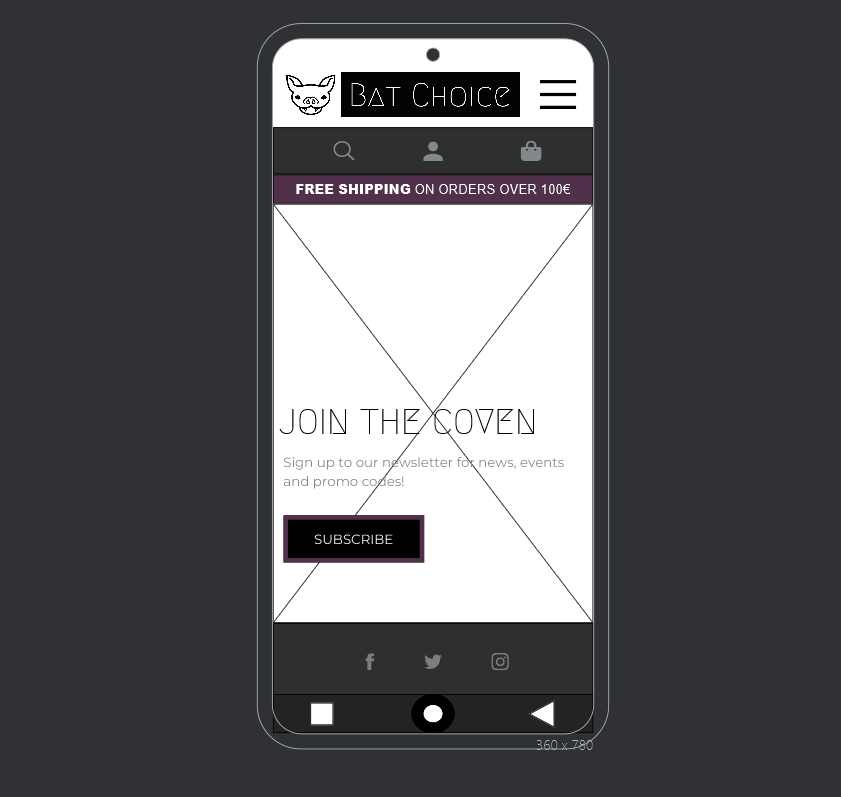 Bat Choice
FREE SHIPPING ON ORDERS OVER 100€
JOIN THE COVEN
Sign up to our newsletter for news, events
and promo codes!
SUBSCRIBE
360 x 780